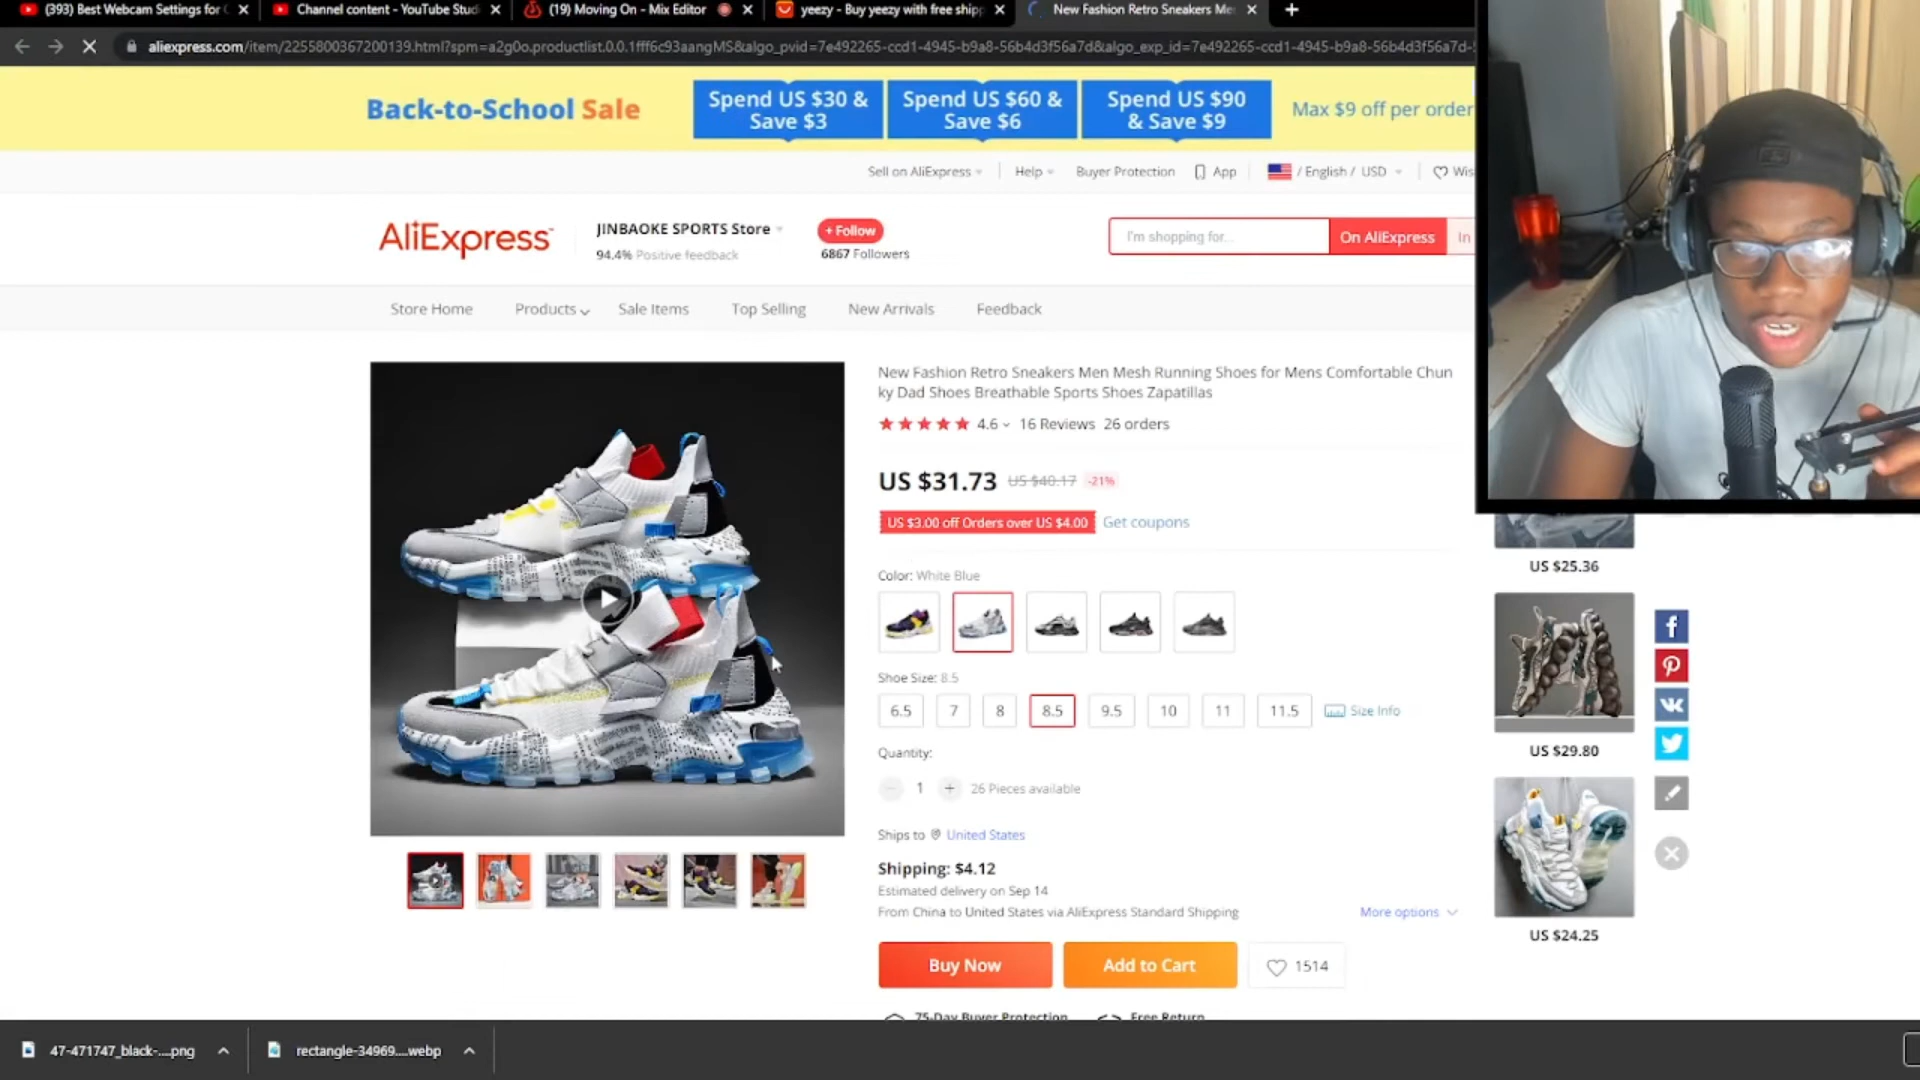 (393) Best Webcam Settings for
Channel content - YouTube Stud
(19) Moving On - Mix Editor
yeezy - Buy yeezy with free shipp
New Fashion Retro Sneakers Me
aliexpress.com/item/2255800367200139.html?spm=a2g0o.productlist.0.0.1fff6c93aangMS&algo_pvid=7e492265-ccd1-4945-b9a8-56b4d3f56a7d&algo_exp_id=7e492265-ccd1-4945-b9a8-56b4d3f56a7d-
Back-to-School Sale
Spend US $30 &
Save $3
Spend US $60 &
Save $6
Spend US $90
& Save $9
Max $9 off per order
Sell on AliExpress
Help
Buyer Protection
App
/ English / USD
Wis
AliExpress
JINBAOKE SPORTS Store
94.4% Positive feedback
+ Follow
6867 Followers
I'm shopping for...
On AliExpress
In
Store Home
Products
Sale Items
Top Selling
New Arrivals
Feedback
New Fashion Retro Sneakers Men Mesh Running Shoes for Mens Comfortable Chun
ky Dad Shoes Breathable Sports Shoes Zapatillas
4.6
16 Reviews
26 orders
US $31.73
US $40.17
-21%
US $3.00 off Orders over US $4.00
Get coupons
Color: White Blue
Shoe Size: 8.5
6.5
7
8
8.5
9.5
10
11
11.5
Size Info
Quantity:
1
26 Pieces available
Ships to
United States
Shipping: $4.12
Estimated delivery on Sep 14
From China to United States via AliExpress Standard Shipping
More options
Buy Now
Add to Cart
1514
75-Day Buyer Protection
Free Return
US $25.36
US $29.80
US $24.25
47-471747_black-....png
rectangle-34969....webp